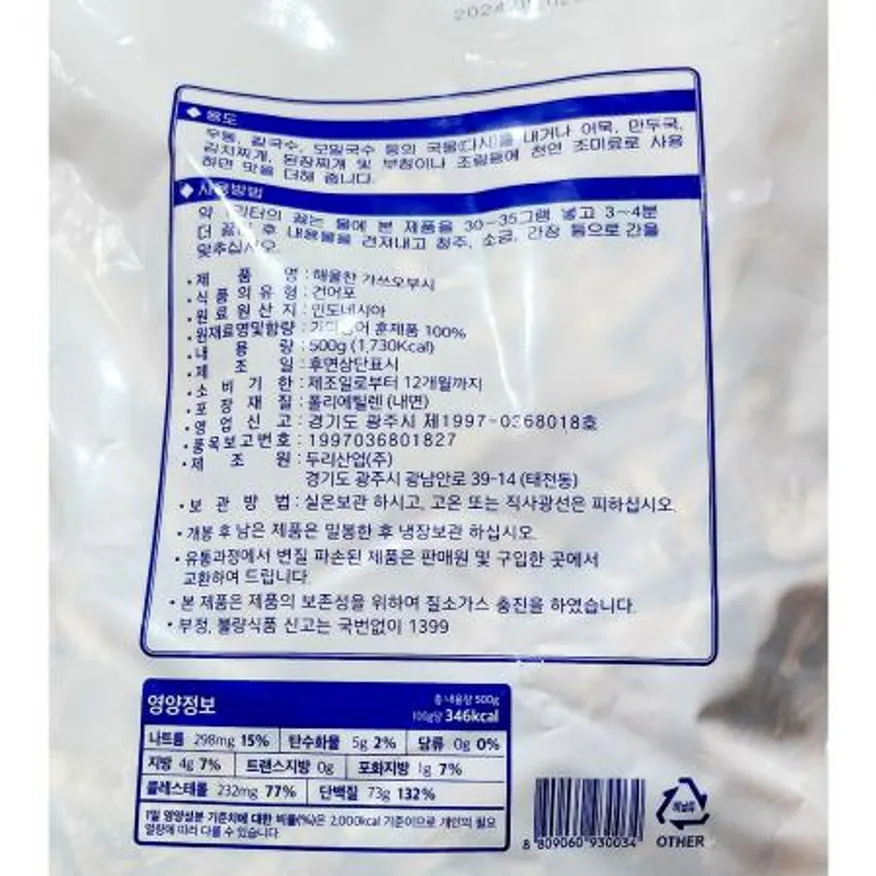 2024
◆ 용도
우동, 칼국수, 모밀국수 등의 국물(다시)을 내거나 어묵, 만두국,
김치찌개, 된장찌개 및 부침이나 조림등에 천연 조미료로 사용
하면 맛을 더해 줍니다.
◆ 사용방법
약 끓는 물에 본 제품을 30~35그램 넣고 3~4분
더 후 내용물을 건져내고 청주, 소금, 간장 등으로 간을
맞추십시오.
• 제 품 명 : 해울찬 가쓰오부시
• 식품의유형 : 건어포
• 원료원산지 : 인도네시아
• 원재료명및함량 : 훈제품 100%
• 내 용 량 : 500g (1,730Kcal)
• 제 조 일 : 후면상단표시
• 소 비 기 한 : 제조일로부터 12개월까지
• 포 장 재 질 : 폴리에틸렌 (내면)
• 영 업 신 고 : 경기도 광주시 제1997-0368018호
• 품목보고번호 : 1997036801827
• 제 조 원 : 두리산업(주)
경기도 광주시 광남안로 39-14 (태전동)
• 보 관 방 법 : 실온보관 하시고, 고온 또는 직사광선은 피하십시오.
• 개봉 후 남은 제품은 밀봉한 후 냉장보관 하십시오.
• 유통과정에서 변질 파손된 제품은 판매원 및 구입한 곳에서
교환하여 드립니다.
• 본 제품은 제품의 보존성을 위하여 질소가스 충진을 하였습니다.
• 부정, 불량식품 신고는 국번없이 1399
영양정보 총 내용량 500g
100g당 346kcal
나트륨 298mg 15% 탄수화물 5g 2% 당류 0g 0%
지방 4g 7% 트랜스지방 0g 포화지방 1g 7%
콜레스테롤 232mg 77% 단백질 73g 132%
1일 영양성분 기준치에 대한 비율(%)은 2,000kcal 기준이므로 개인의 필요
열량에 따라 다를 수 있습니다.
8 809060 930034
OTHER